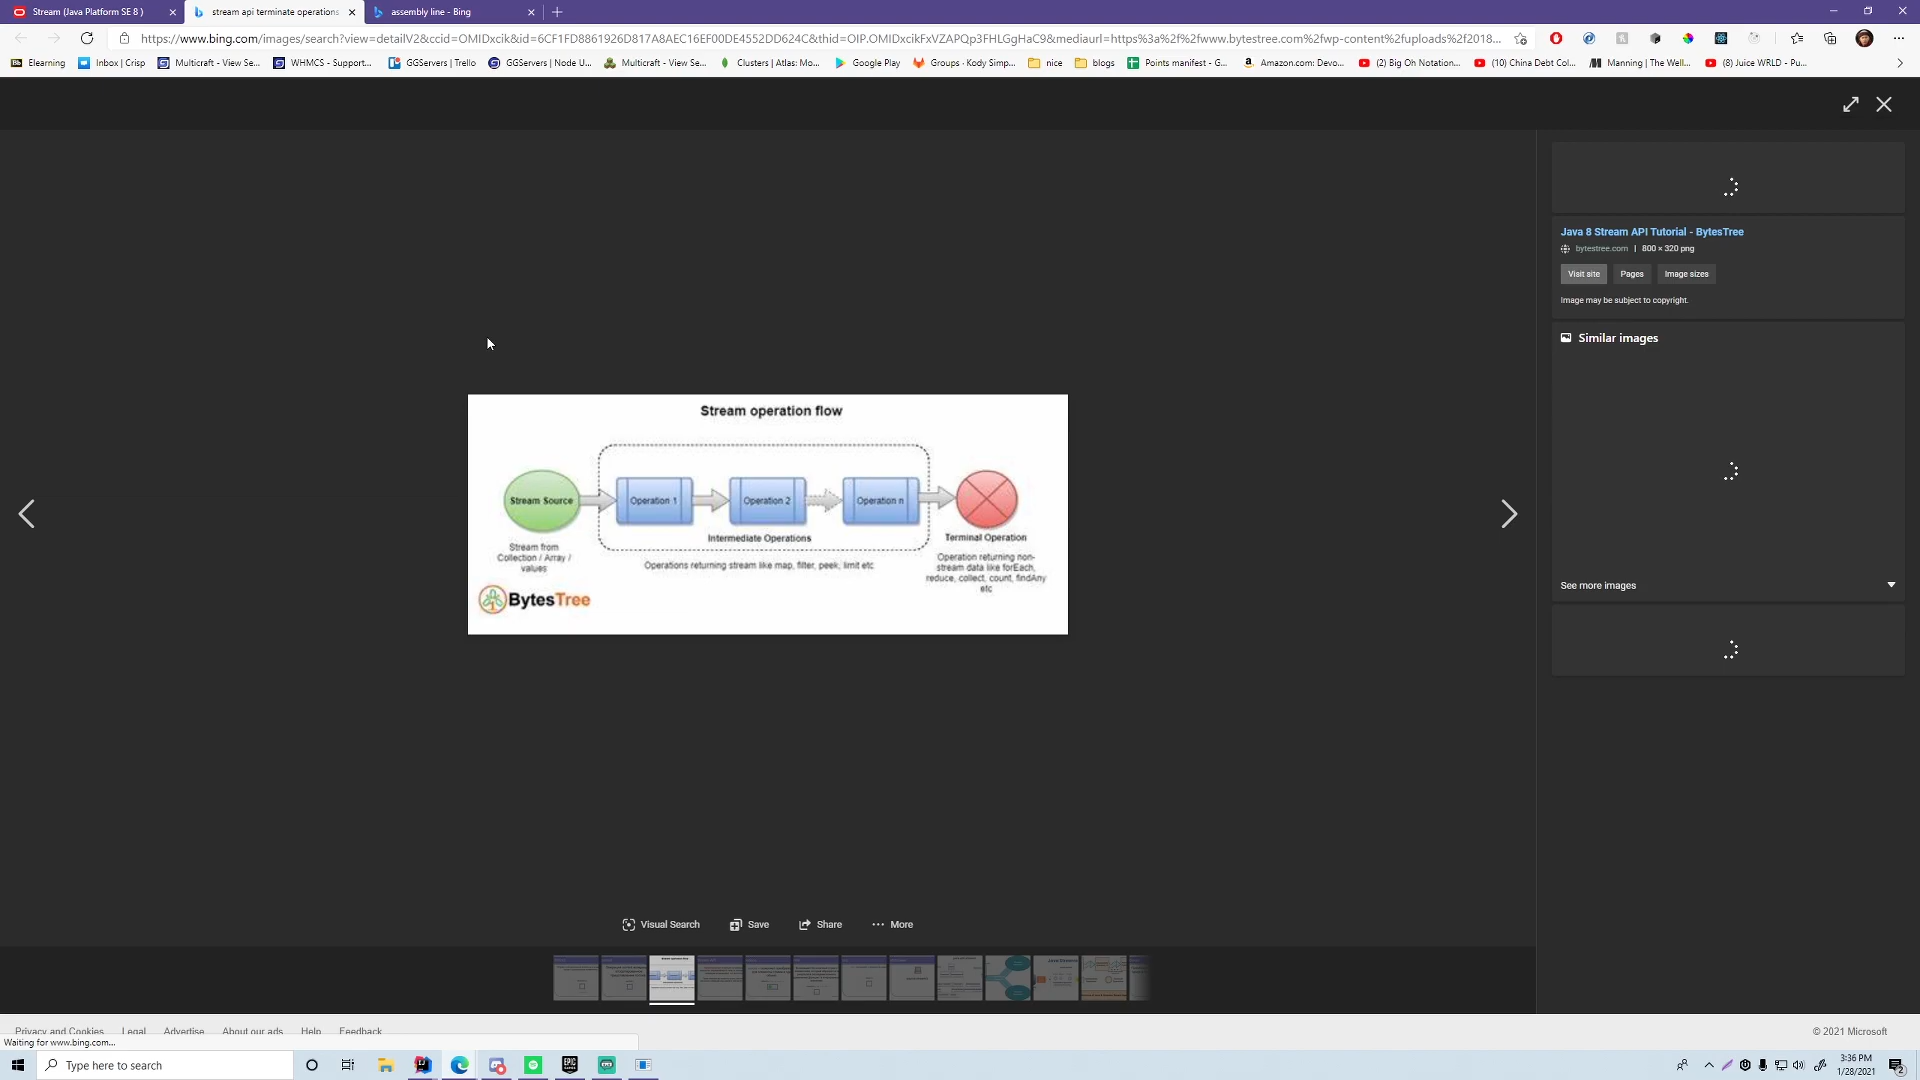 Stream (Java Platform SE 8 )
stream api terminate operations
assembly line - Bing
https://www.bing.com/images/search?view=detailV2&ccid=OMIDxcik&id=6CF1FD8861926D817A8AEC16EF00DE4552DD624C&thid=OIP.OMIDxcikFxVZAPQp3FHLGgHaC9&mediaurl=https%3a%2f%2fwww.bytestree.com%2fwp-content%2fuploads%2f2018...
Elearning
Inbox | Crisp
Multicraft - View Se...
WHMCS - Support...
GGServers | Trello
GGServers | Node U...
Multicraft - View Se...
Clusters | Atlas: Mo...
Google Play
Groups · Kody Simp...
nice
blogs
Points manifest - G...
Amazon.com: Devo...
(2) Big Oh Notation...
(10) China Debt Col...
Manning | The Well...
(8) Juice WRLD - Pu...
Java 8 Stream API Tutorial - BytesTree
bytestree.com | 800 × 320 png
Visit site
Pages
Image sizes
Image may be subject to copyright.
Similar images
See more images
Stream operation flow
Stream Source
Operation 1
Operation 2
Operation n
Intermediate Operations
Terminal Operation
Stream from
Collection / Array /
values
Operations returning stream like map, filter, peek, limit etc
Operation returning non-
stream data like forEach,
reduce, collect, count, findAny
etc
BytesTree
Visual Search
Save
Share
More
Privacy and Cookies
Legal
Advertise
About our ads
Help
Feedback
© 2021 Microsoft
Waiting for www.bing.com...
Type here to search
3:36 PM
1/28/2021
2